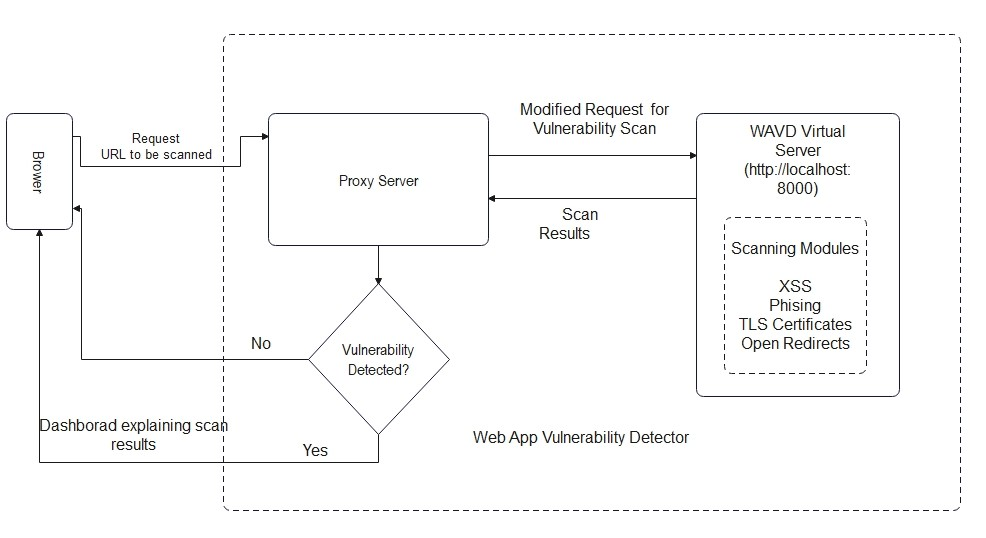 Brower
Request
URL to be scanned
Proxy Server
Modified Request for
Vulnerability Scan
Scan
Results
WAVD Virtual
Server
(http://localhost:
8000)
Scanning Modules
XSS
Phising
TLS Certificates
Open Redirects
Vulnerability
Detected?
No
Yes
Dashborad explaining scan
results
Web App Vulnerability Detector